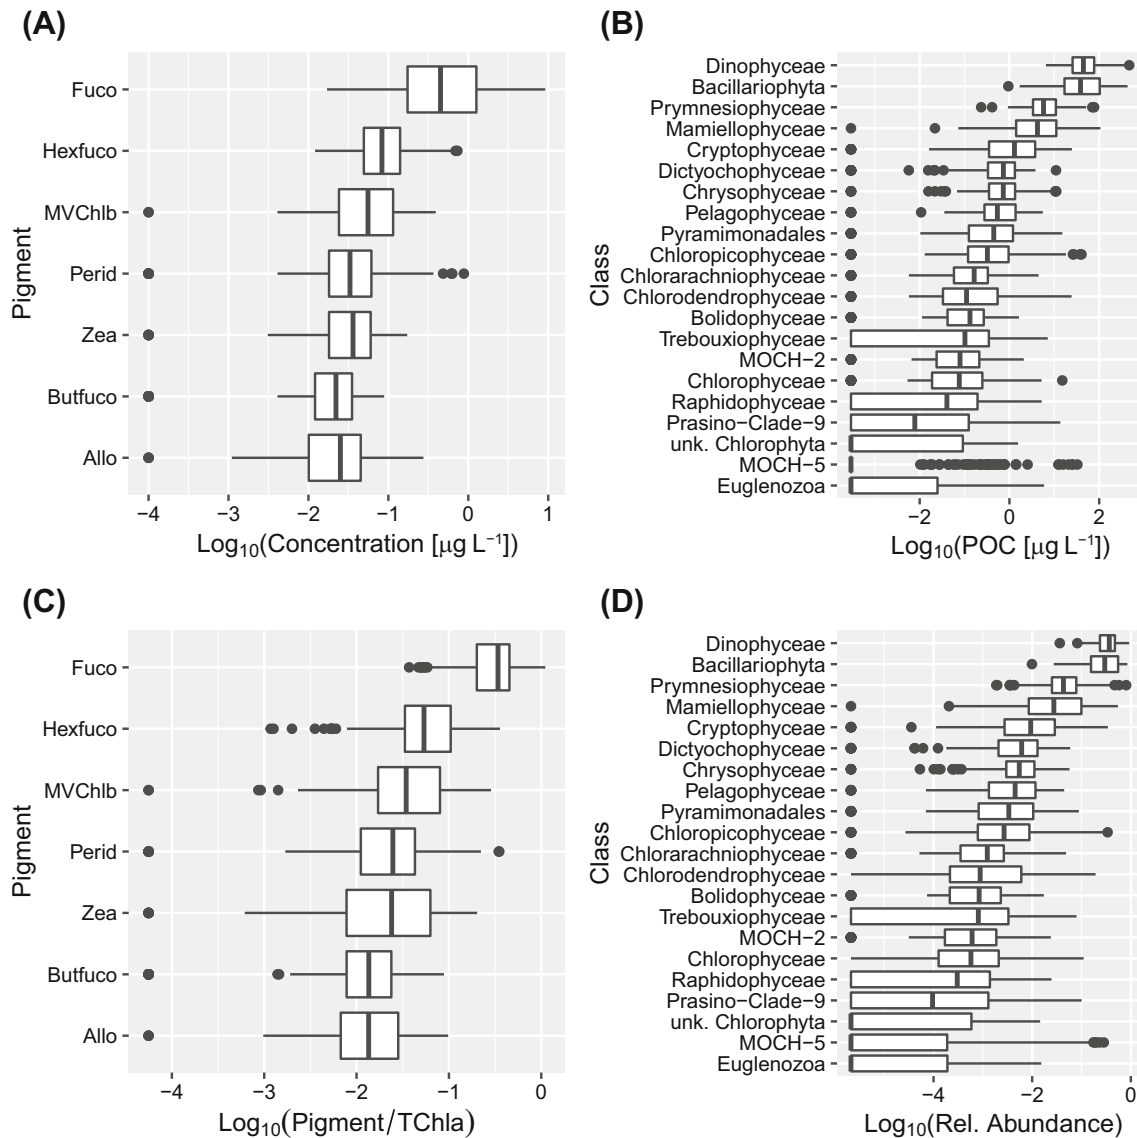 (A)
Pigment
Fuco
Hexfuco
MVChlb
Perid
Zea
Butfuco
Allo
−4 −3 −2 −1 0 1
Log10(Concentration [µg L−1])
(B)
Class
Dinophyceae
Bacillariophyta
Prymnesiophyceae
Mamiellophyceae
Cryptophyceae
Dictyochophyceae
Chrysophyceae
Pelagophyceae
Pyramimonadales
Chloropicophyceae
Chlorarachniophyceae
Chlorodendrophyceae
Bolidophyceae
Trebouxiophyceae
MOCH−2
Chlorophyceae
Raphidophyceae
Prasino−Clade−9
unk. Chlorophyta
MOCH−5
Euglenozoa
−2 0 2
Log10(POC [µg L−1])
(C)
Pigment
Fuco
Hexfuco
MVChlb
Perid
Zea
Butfuco
Allo
−4 −3 −2 −1 0
Log10(Pigment/TChla)
(D)
Class
Dinophyceae
Bacillariophyta
Prymnesiophyceae
Mamiellophyceae
Cryptophyceae
Dictyochophyceae
Chrysophyceae
Pelagophyceae
Pyramimonadales
Chloropicophyceae
Chlorarachniophyceae
Chlorodendrophyceae
Bolidophyceae
Trebouxiophyceae
MOCH−2
Chlorophyceae
Raphidophyceae
Prasino−Clade−9
unk. Chlorophyta
MOCH−5
Euglenozoa
−4 −2 0
Log10(Rel. Abundance)